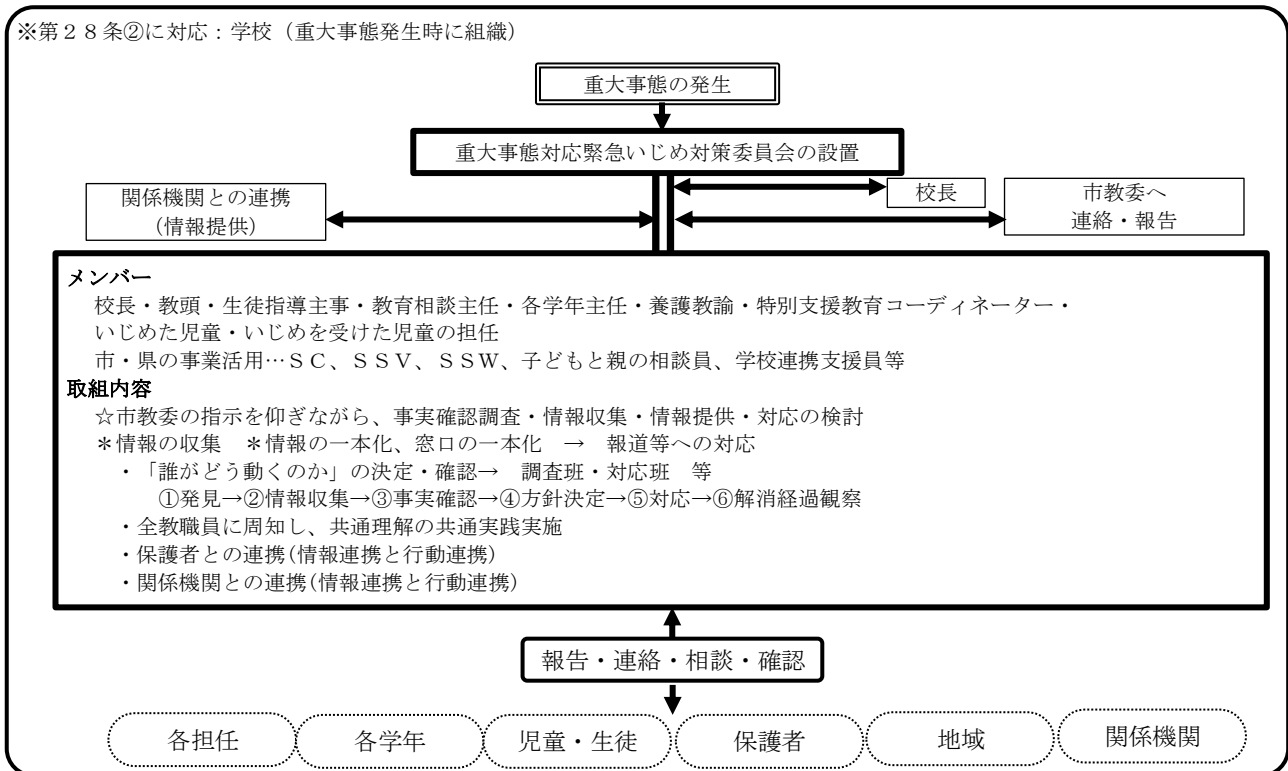 ※第２８条②に対応：学校（重大事態発生時に組織）
重大事態の発生
重大事態対応緊急いじめ対策委員会の設置
関係機関との連携
(情報提供)
校長
市教委へ
連絡・報告
メンバー
校長・教頭・生徒指導主事・教育相談主任・各学年主任・養護教諭・特別支援教育コーディネーター・
いじめた児童・いじめを受けた児童の担任
市・県の事業活用…ＳＣ、ＳＳＶ、ＳＳＷ、子どもと親の相談員、学校連携支援員等
取組内容
☆市教委の指示を仰ぎながら、事実確認調査・情報収集・情報提供・対応の検討
＊情報の収集　＊情報の一本化、窓口の一本化　→　報道等への対応
・「誰がどう動くのか」の決定・確認→　調査班・対応班　等
①発見→②情報収集→③事実確認→④方針決定→⑤対応→⑥解消経過観察
・全教職員に周知し、共通理解の共通実践実施
・保護者との連携(情報連携と行動連携)
・関係機関との連携(情報連携と行動連携)
報告・連絡・相談・確認
各担任
各学年
児童・生徒
保護者
地域
関係機関